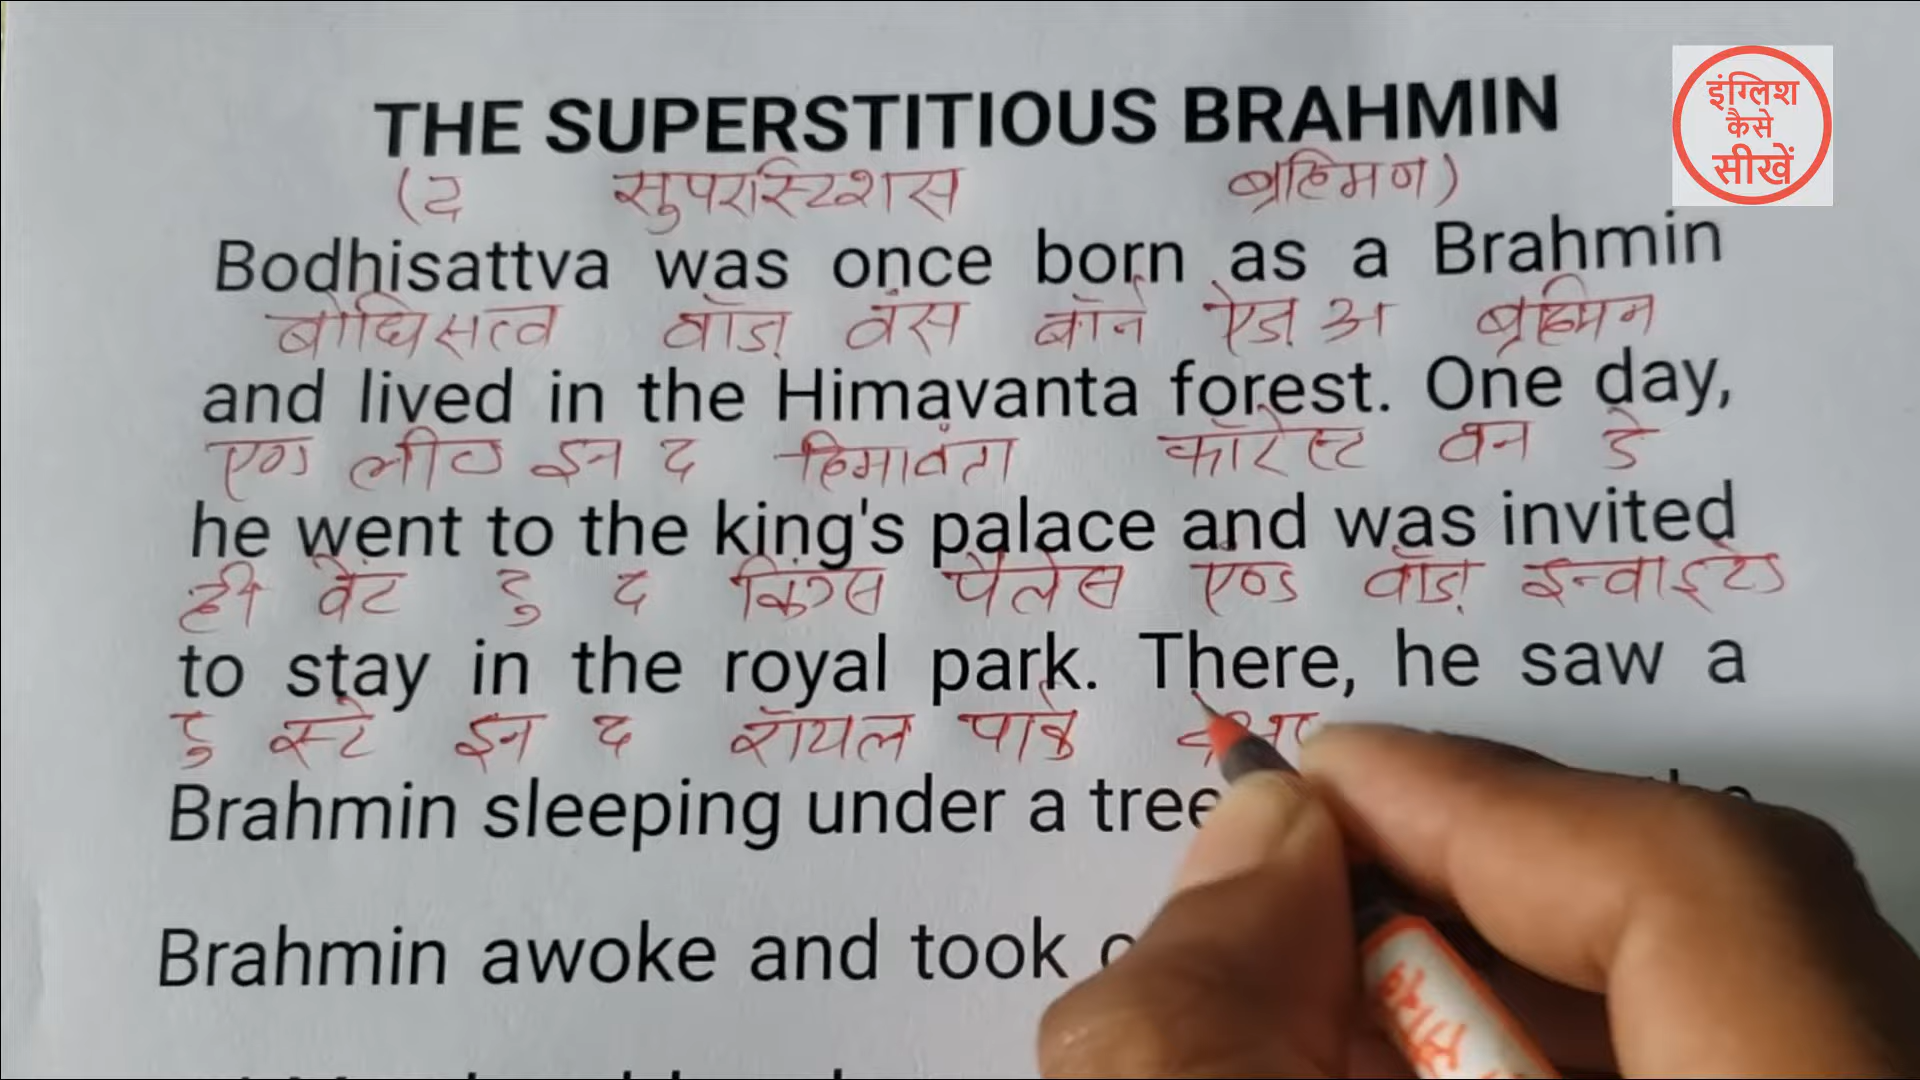 THE SUPERSTITIOUS BRAHMIN
इंग्लिश
कैसे
सीखें
(द सुपरस्टिशस ब्रह्मिण)
Bodhisattva was once born as a Brahmin
बोधिसत्व वॉज़ वंस बॉर्न ऐज़ अ ब्रह्मिन
and lived in the Himavanta forest. One day,
एण्ड लीव्ड इन द हिमावंता फॉरेस्ट वन डे
he went to the king's palace and was invited
ही वेंट टु द किंग्स पैलेस एण्ड वॉज़ इन्वाइटेड
to stay in the royal park. There, he saw a
टु स्टे इन द रॉयल पार्क
Brahmin sleeping under a tree
Brahmin awoke and took